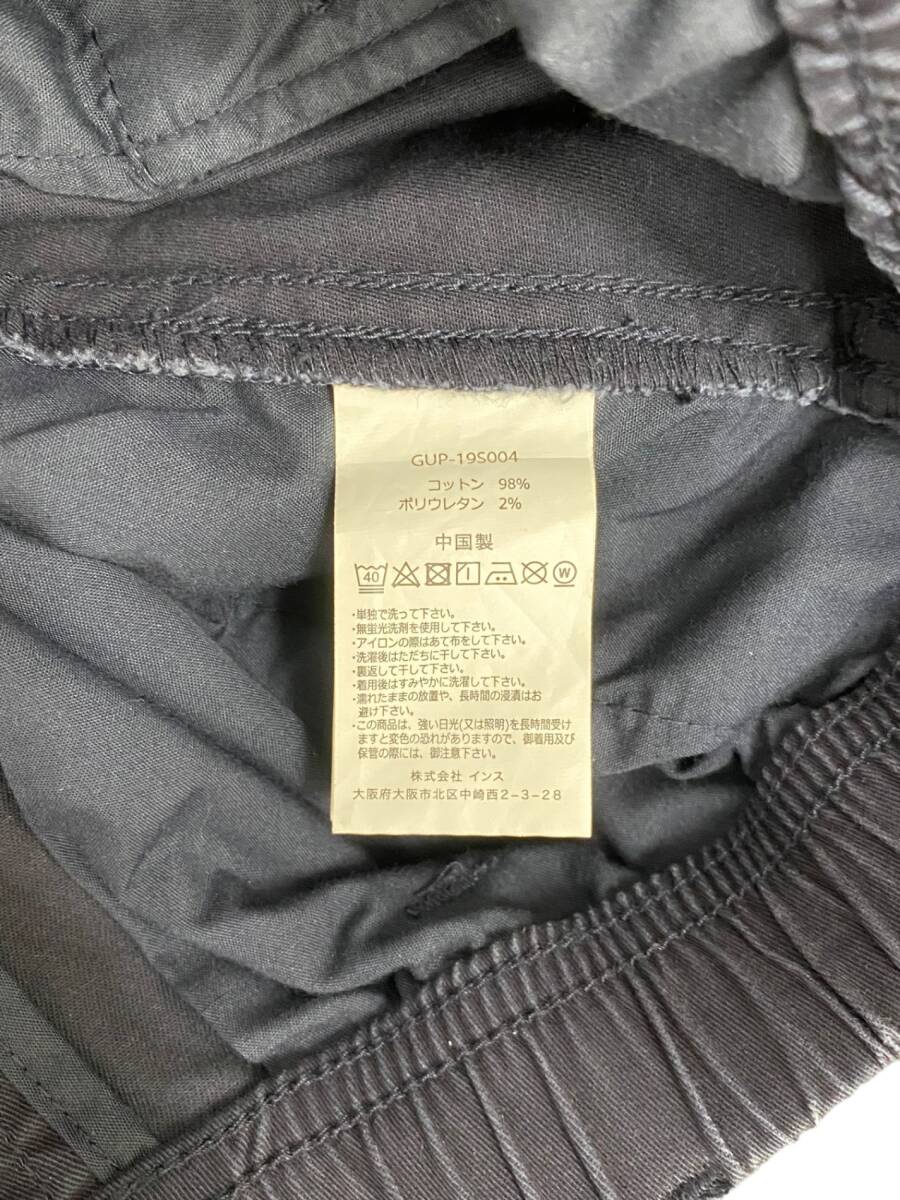 GUP-19S004
コットン 98%
ポリウレタン 2%
中国製
40 W
・単独で洗って下さい。
・無蛍光洗剤を使用して下さい。
・アイロンの際はあて布をして下さい。
・洗濯後はただちに干して下さい。
・裏返して干して下さい。
・着用後はすみやかに洗濯して下さい。
・濡れたままの放置や、長時間の浸漬はお
避け下さい。
・この商品は、強い日光(又は照明)を長時間受け
ますと変色の恐れがありますので、御着用及び
保管の際には、御注意下さい。
株式会社 インス
大阪府大阪市北区中崎西2-3-28